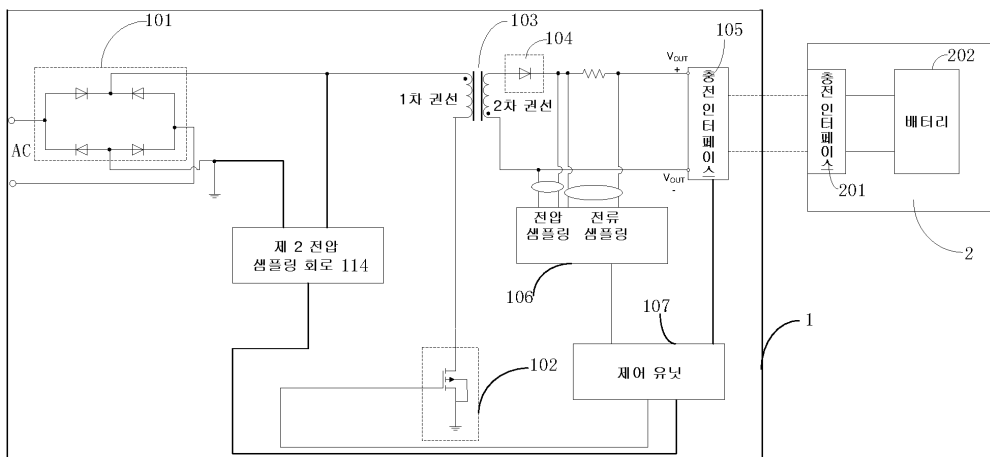 101
103
104
105
V OUT
+
충전 인터페이스
1차 권선
2차 권선
AC
V OUT
-
202
충전 인터페이스
배터리
201
2
전압 샘플링
전류 샘플링
제 2 전압
샘플링 회로 114
106
107
1
제어 유닛
102